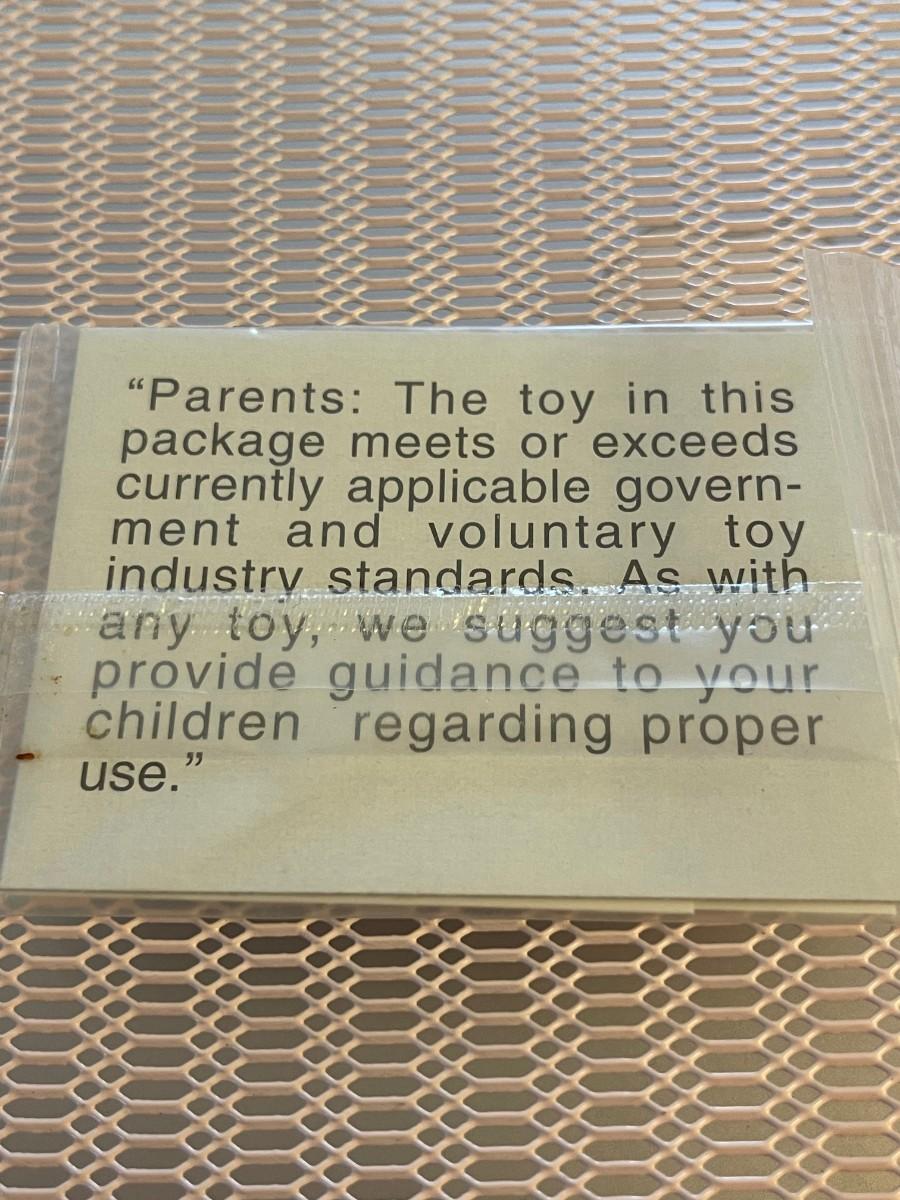 “Parents: The toy in this
package meets or exceeds
currently applicable govern-
ment and voluntary toy
industry standards. As with
any toy, we suggest you
provide guidance to your
children regarding proper
use.”